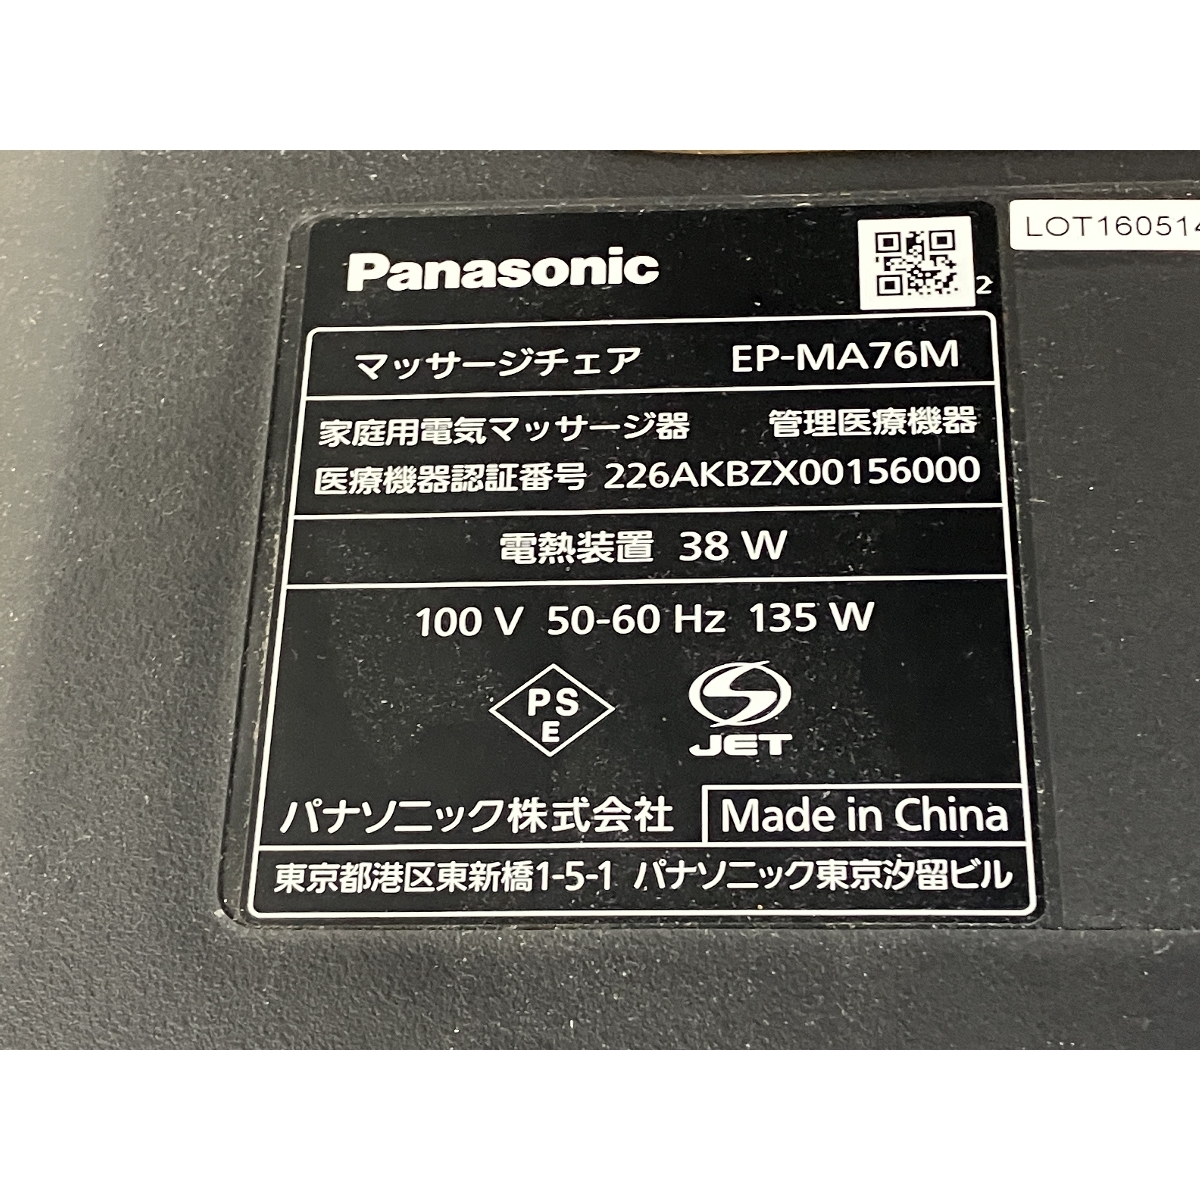 Panasonic
2
LOT160514
マッサージチェア EP-MA76M
家庭用電気マッサージ器 管理医療機器
医療機器認証番号 226AKBZX00156000
電熱装置 38 W
100 V 50-60 Hz 135 W
PS
E
JET
パナソニック株式会社 Made in China
東京都港区東新橋1-5-1 パナソニック東京汐留ビル